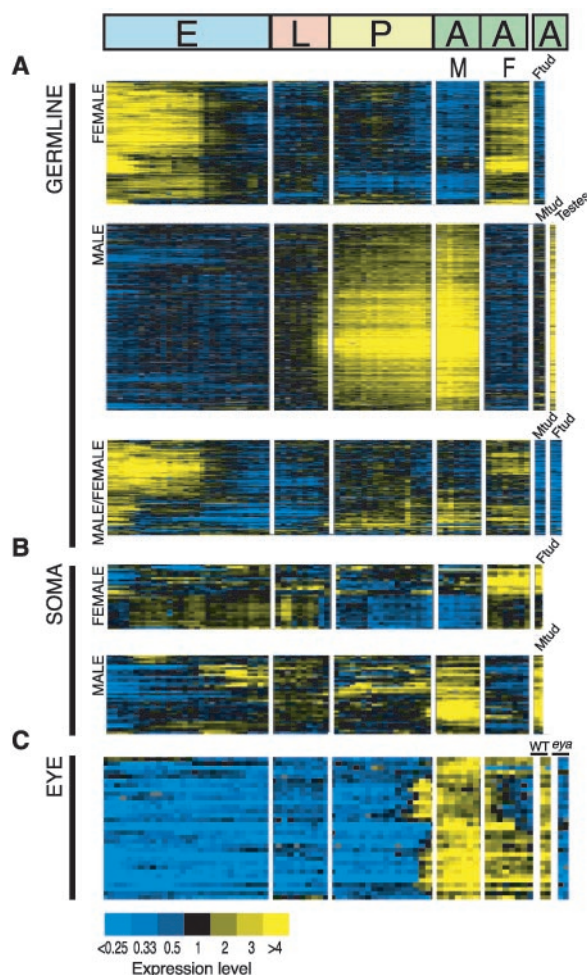 E L P A A A
M F
A
Ftud
GERMLINE
FEMALE
Mtud Testes
MALE
Mtud Ftud
MALE/FEMALE
B
Ftud
SOMA
FEMALE
Mtud
MALE
C
WT eya
EYE
<0.25 0.33 0.5 1 2 3 >4
Expression level